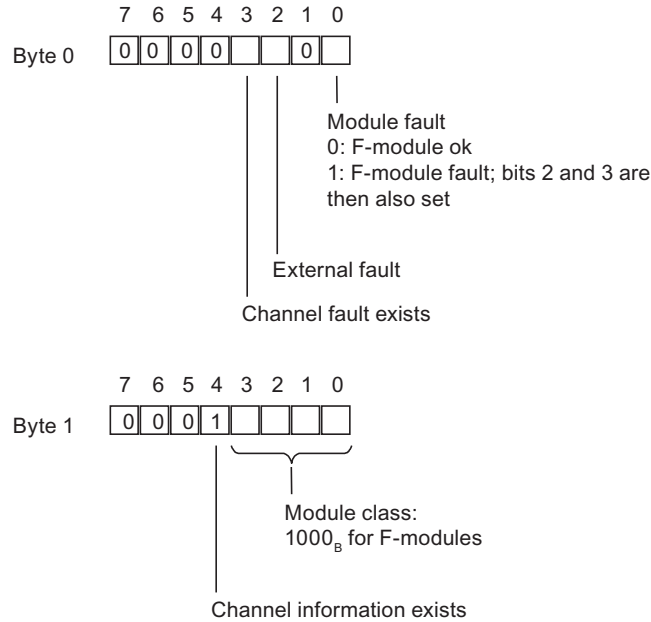 7 6 5 4 3 2 1 0
Byte 0 0 0 0 0 0
Module fault
0: F-module ok
1: F-module fault; bits 2 and 3 are
then also set
External fault
Channel fault exists
7 6 5 4 3 2 1 0
Byte 1 0 0 0 1
Module class:
1000B for F-modules
Channel information exists